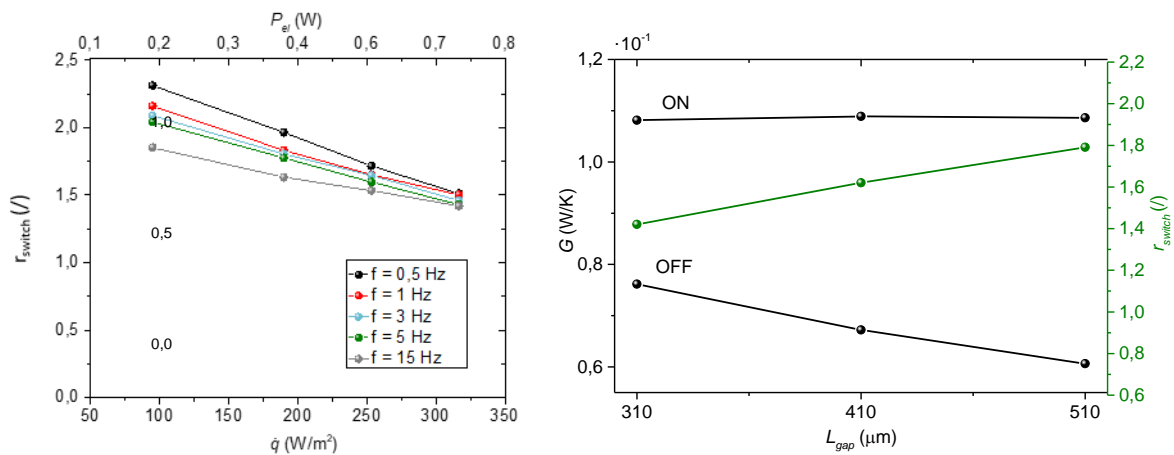 P_el (W)
0,1 0,2 0,3 0,4 0,5 0,6 0,7 0,8
2,5
2,0
1,5
1,0
0,5
0,0
r_switch (/)
1,0
0,5
0,0
f = 0,5 Hz
f = 1 Hz
f = 3 Hz
f = 5 Hz
f = 15 Hz
50 100 150 200 250 300 350
q̇ (W/m²)
·10⁻¹
1,2
1,0
0,8
0,6
G (W/K)
ON
OFF
2,2
2,0
1,8
1,6
1,4
1,2
1,0
0,8
0,6
r_switch (/)
310 410 510
L_gap (μm)